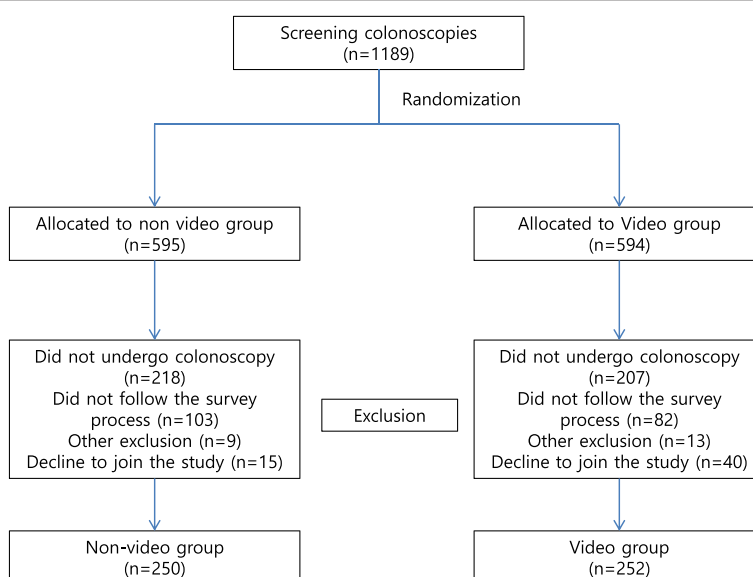 Screening colonoscopies
(n=1189)
Randomization
Allocated to non video group
(n=595)
Allocated to Video group
(n=594)
Did not undergo colonoscopy
(n=218)
Did not follow the survey
process (n=103)
Other exclusion (n=9)
Decline to join the study (n=15)
Exclusion
Did not undergo colonoscopy
(n=207)
Did not follow the survey
process (n=82)
Other exclusion (n=13)
Decline to join the study (n=40)
Non-video group
(n=250)
Video group
(n=252)